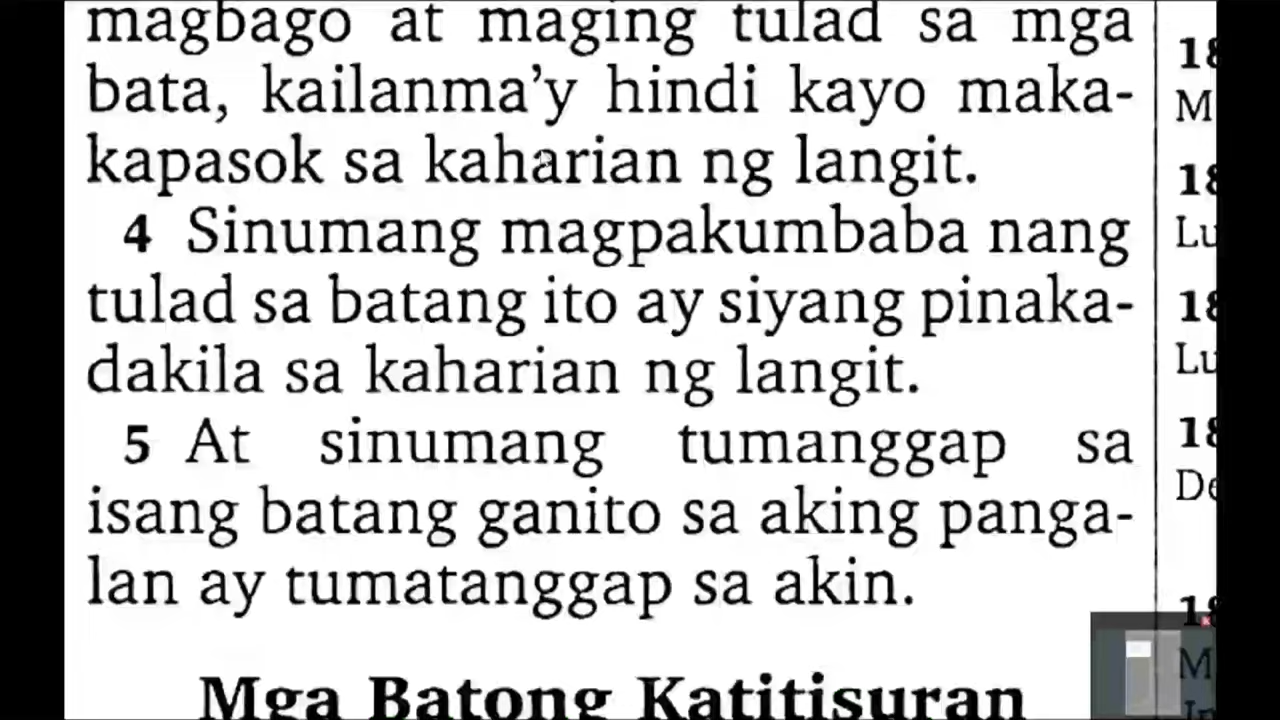 magbago at maging tulad sa mga
bata, kailanma'y hindi kayo maka-
kapasok sa kaharian ng langit.
4 Sinumang magpakumbaba nang
tulad sa batang ito ay siyang pinaka-
dakila sa kaharian ng langit.
5 At sinumang tumanggap sa
isang batang ganito sa aking panga-
lan ay tumatanggap sa akin.
Mga Batong Katitisuran